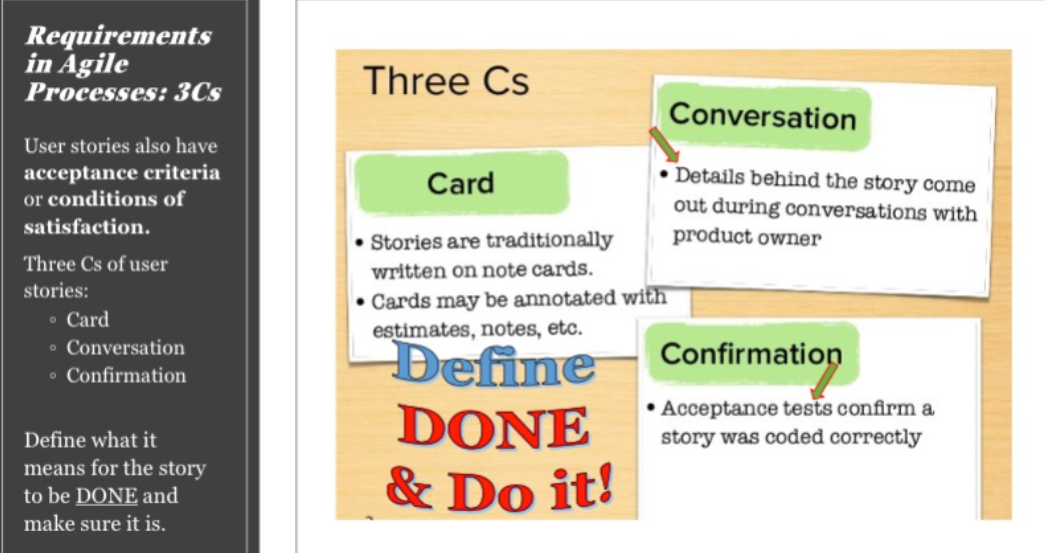 Requirements
in Agile
Processes: 3Cs
User stories also have
acceptance criteria
or conditions of
satisfaction.
Three Cs of user
stories:
◦ Card
◦ Conversation
◦ Confirmation
Define what it
means for the story
to be DONE and
make sure it is.
Three Cs
Card
• Stories are traditionally
written on note cards.
• Cards may be annotated with
estimates, notes, etc.
Conversation
• Details behind the story come
out during conversations with
product owner
Confirmation
• Acceptance tests confirm a
story was coded correctly
Define
DONE
& Do it!